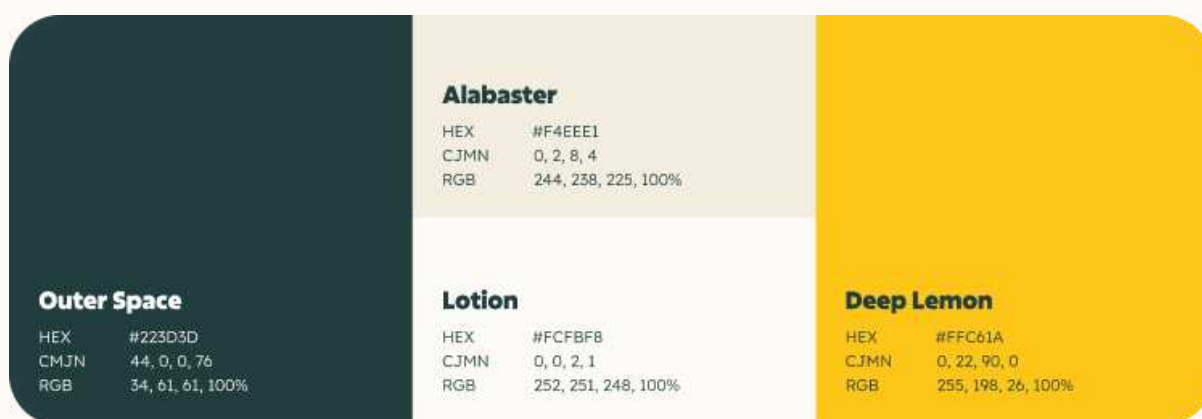 Outer Space
HEX #223D3D
CMJN 44, 0, 0, 76
RGB 34, 61, 61, 100%
Alabaster
HEX #F4EEE1
CJMN 0, 2, 8, 4
RGB 244, 238, 225, 100%
Lotion
HEX #FCFBF8
CJMN 0, 0, 2, 1
RGB 252, 251, 248, 100%
Deep Lemon
HEX #FFC61A
CJMN 0, 22, 90, 0
RGB 255, 198, 26, 100%